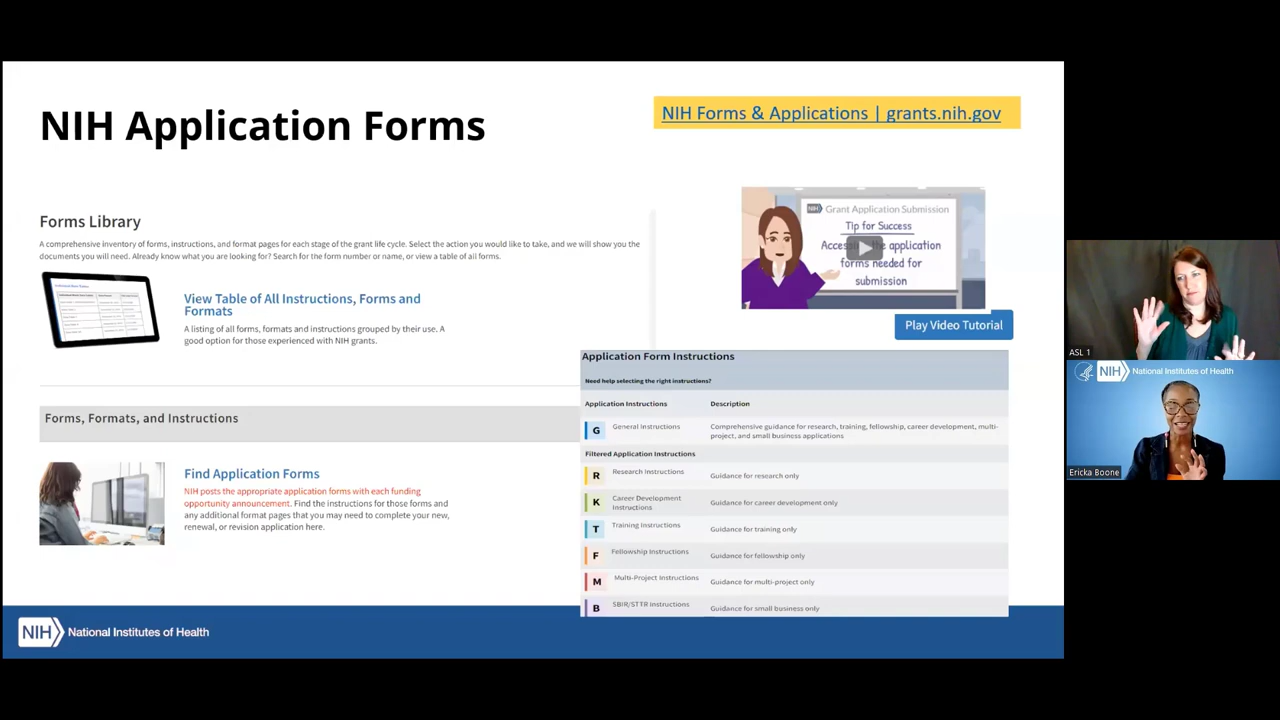 NIH Application Forms
NIH Forms & Applications | grants.nih.gov
Forms Library
A comprehensive inventory of forms, instructions, and format pages for each stage of the grant life cycle. Select the action you would like to take, and we will show you the
documents you will need. Already know what you are looking for? Search for the form number or name, or view a table of all forms.
View Table of All Instructions, Forms and
Formats
A listing of all forms, formats and instructions grouped by their use. A
good option for those experienced with NIH grants.
NIH Grant Application Submission
Tip for Success
Accessing the application
forms needed for
submission
Play Video Tutorial
Forms, Formats, and Instructions
Find Application Forms
NIH posts the appropriate application forms with each funding
opportunity announcement. Find the instructions for those forms and
any additional format pages that you may need to complete your new,
renewal, or revision application here.
Application Form Instructions
Need help selecting the right instructions?
Application Instructions Description
G General Instructions Comprehensive guidance for research, training, fellowship, career development, multi-
project, and small business applications
Filtered Application Instructions
R Research Instructions Guidance for research only
K Career Development
Instructions Guidance for career development only
T Training Instructions Guidance for training only
F Fellowship Instructions Guidance for fellowship only
M Multi-Project Instructions Guidance for multi-project only
B SBIR/STTR Instructions Guidance for small business only
NIH National Institutes of Health
ASL 1
NIH National Institutes of Health
Ericka Boone